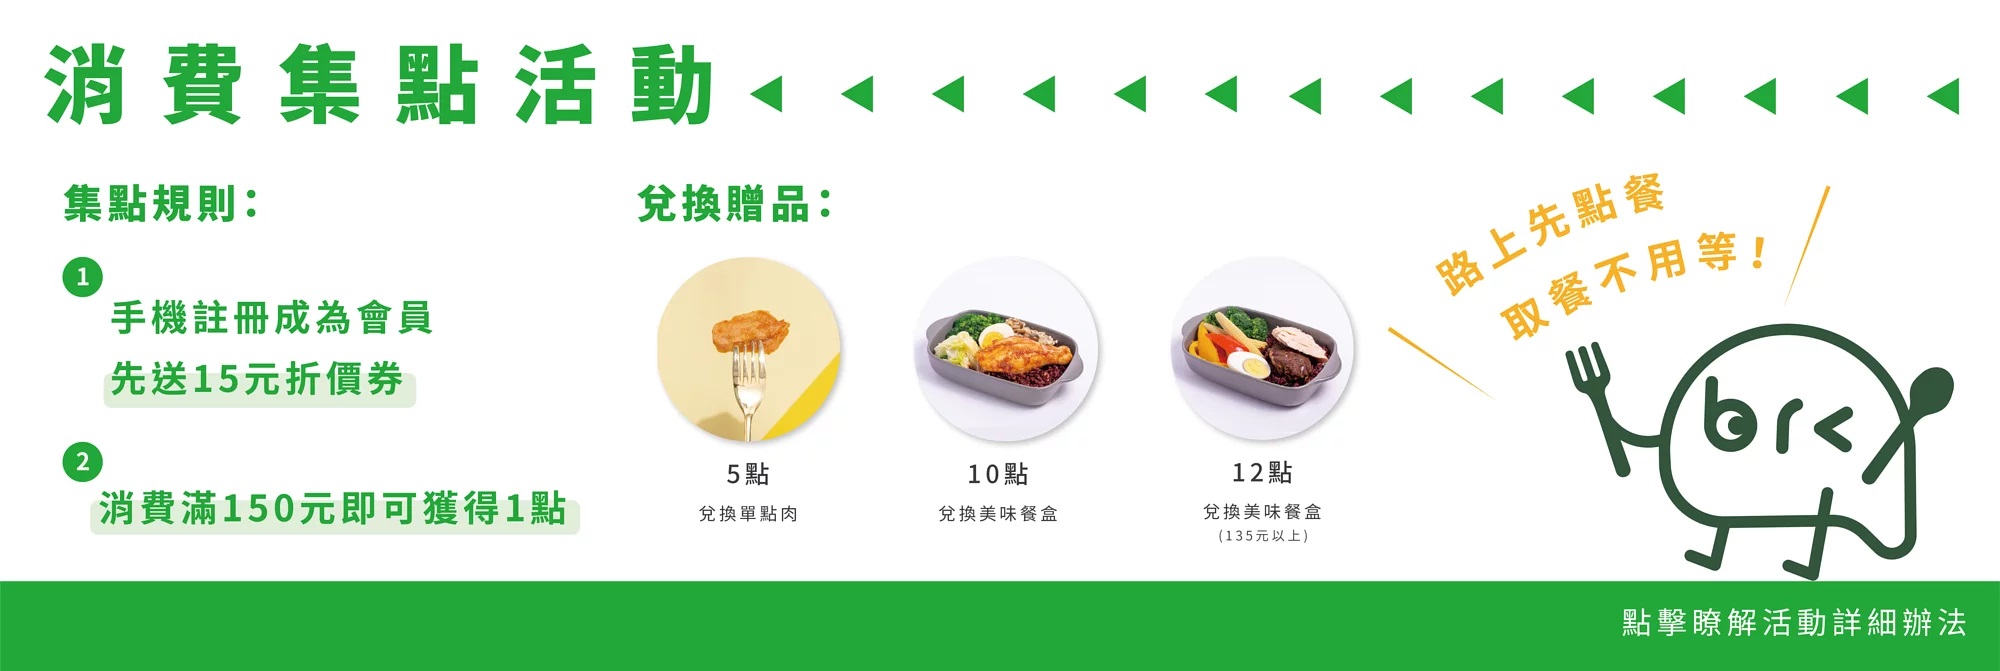 消費集點活動
集點規則：
1
手機註冊成為會員
先送15元折價券
2
消費滿150元即可獲得1點
兌換贈品：
5點
兌換單點肉
10點
兌換美味餐盒
12點
兌換美味餐盒
(135元以上)
路上先點餐
取餐不用等！
br
點擊瞭解活動詳細辦法